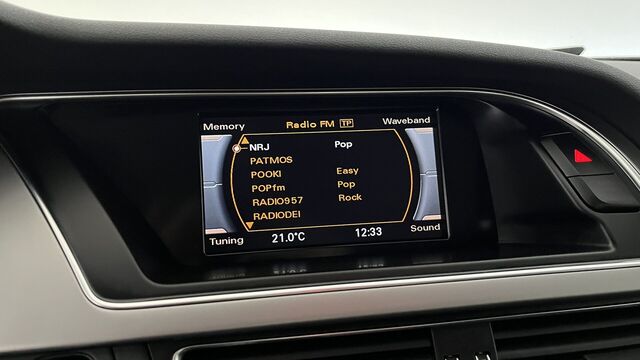 Memory Radio FM TP Waveband
NRJ Pop
PATMOS
POOKI Easy
POPfm Pop
RADIO957 Rock
RADIODEI
Tuning 21.0°C 12:33 Sound